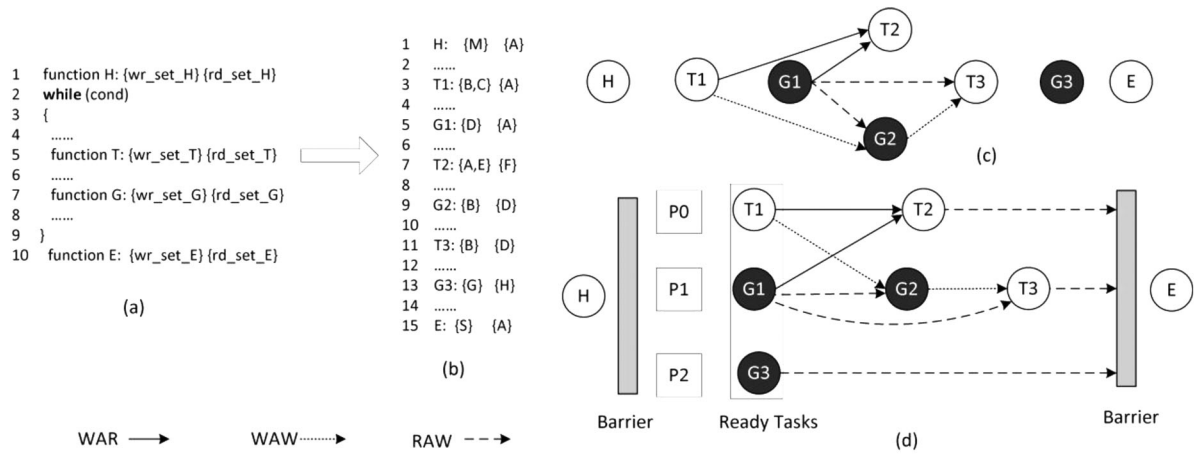 1 function H: {wr_set_H} {rd_set_H}
2 while (cond)
3 {
4 ......
5 function T: {wr_set_T} {rd_set_T}
6 ......
7 function G: {wr_set_G} {rd_set_G}
8 ......
9 }
10 function E: {wr_set_E} {rd_set_E}
(a)
1 H: {M} {A}
2 ......
3 T1: {B,C} {A}
4 ......
5 G1: {D} {A}
6 ......
7 T2: {A,E} {F}
8 ......
9 G2: {B} {D}
10 ......
11 T3: {B} {D}
12 ......
13 G3: {G} {H}
14 ......
15 E: {S} {A}
(b)
T2
H T1 G1 T3 G3 E
G2
(c)
P0 T1 T2
H P1 G1 G2 T3 E
P2 G3
Barrier Ready Tasks Barrier
(d)
WAR WAW RAW